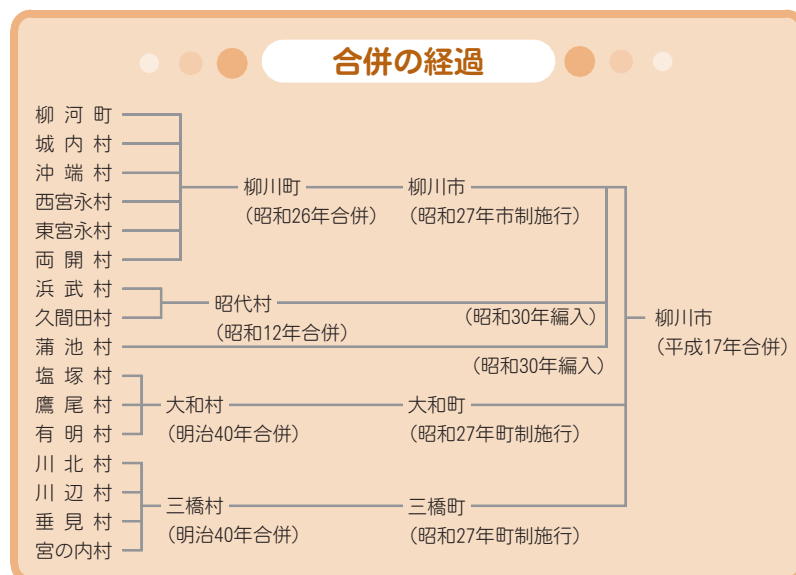 合併の経過
柳河町
城内村
沖端村
西宮永村
東宮永村
両開村
柳川町
(昭和26年合併)
柳川市
(昭和27年市制施行)
浜武村
久間田村
昭代村
(昭和12年合併)
(昭和30年編入)
蒲池村
(昭和30年編入)
塩塚村
鷹尾村
有明村
大和村
(明治40年合併)
大和町
(昭和27年町制施行)
川北村
川辺村
垂見村
宮の内村
三橋村
(明治40年合併)
三橋町
(昭和27年町制施行)
柳川市
(平成17年合併)